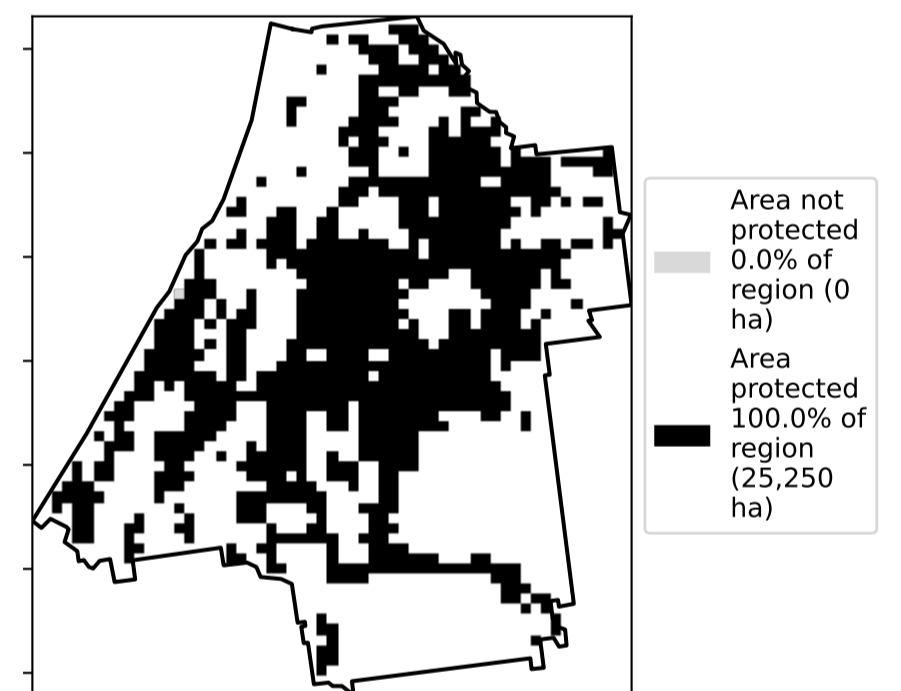 Area not
protected
0.0% of
region (0
ha)
Area
protected
100.0% of
region
(25,250
ha)